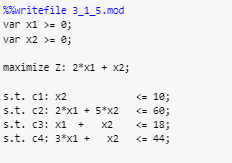 %%writefile 3_1_5.mod
var x1 >= 0;
var x2 >= 0;
maximize Z: 2*x1 + x2;
s.t. c1: x2 <= 10;
s.t. c2: 2*x1 + 5*x2 <= 60;
s.t. c3: x1 + x2 <= 18;
s.t. c4: 3*x1 + x2 <= 44;